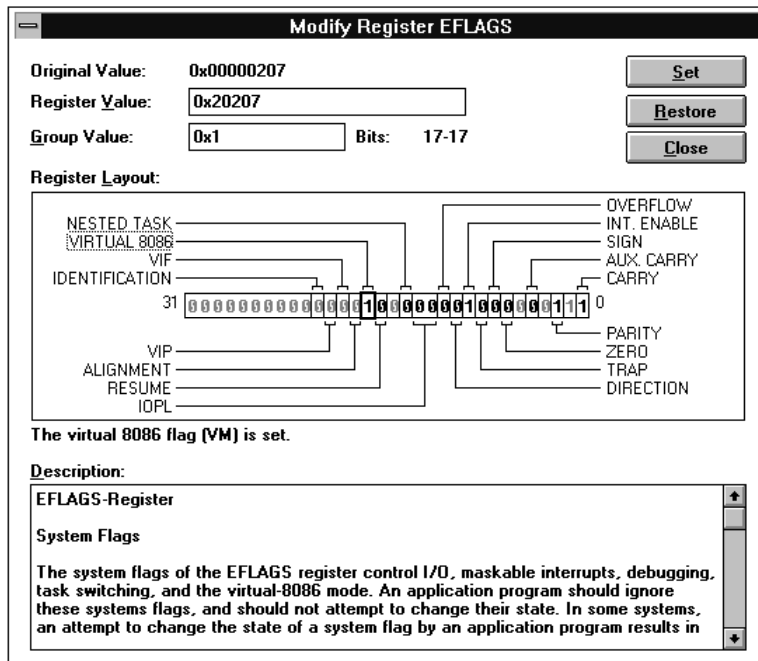 Modify Register EFLAGS
Original Value: 0x00000207
Set
Register Value: 0x20207
Restore
Group Value: 0x1 Bits: 17-17
Close
Register Layout:
OVERFLOW
NESTED TASK INT. ENABLE
VIRTUAL 8086 SIGN
VIF AUX. CARRY
IDENTIFICATION CARRY
31 00000000000000100000001000000111 0
PARITY
VIP ZERO
ALIGNMENT TRAP
RESUME DIRECTION
IOPL
The virtual 8086 flag (VM) is set.
Description:
EFLAGS-Register
System Flags
The system flags of the EFLAGS register control I/O, maskable interrupts, debugging,
task switching, and the virtual-8086 mode. An application program should ignore
these systems flags, and should not attempt to change their state. In some systems,
an attempt to change the state of a system flag by an application program results in